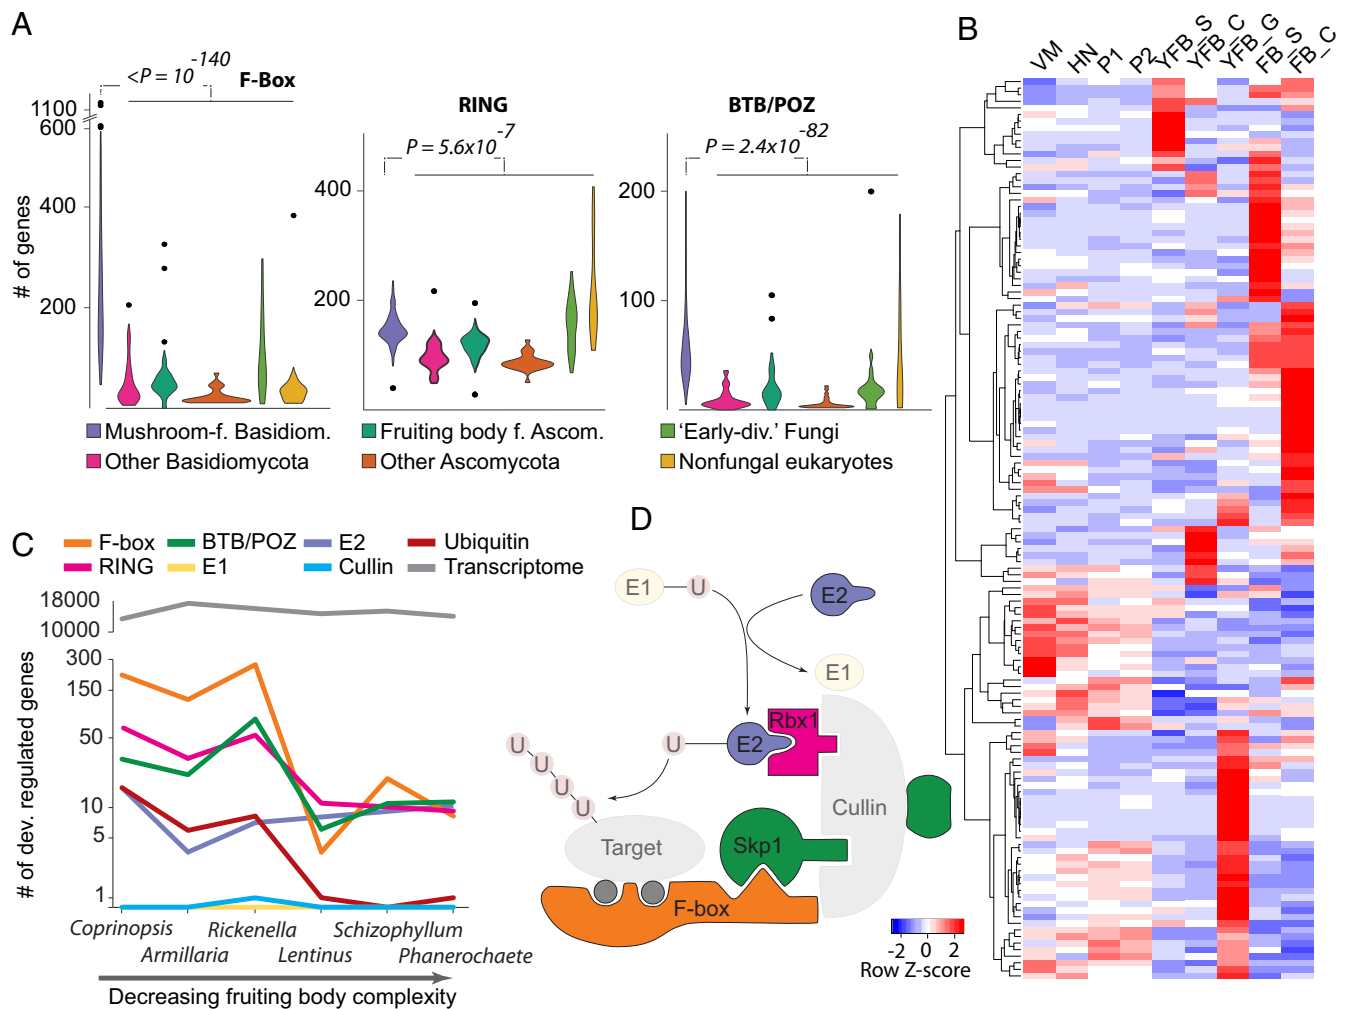 A
<P = 10 -140
F-Box
1100
600
400
200
# of genes
RING
P = 5.6x10 -7
400
200
BTB/POZ
P = 2.4x10 -82
200
100
Mushroom-f. Basidiom.
Fruiting body f. Ascom.
'Early-div.' Fungi
Other Basidiomycota
Other Ascomycota
Nonfungal eukaryotes
B
VM
HN
P1
P2
YFB_S
YFB_C
YFB_G
FB_S
FB_C
-2 0 2
Row Z-score
C
F-box
BTB/POZ
E2
Ubiquitin
RING
E1
Cullin
Transcriptome
18000
10000
300
150
50
10
5
1
# of dev. regulated genes
Coprinopsis
Armillaria
Rickenella
Lentinus
Schizophyllum
Phanerochaete
Decreasing fruiting body complexity
D
E1
U
E2
E1
Rbx1
E2
U
U
U
U
U
Cullin
Target
Skp1
F-box